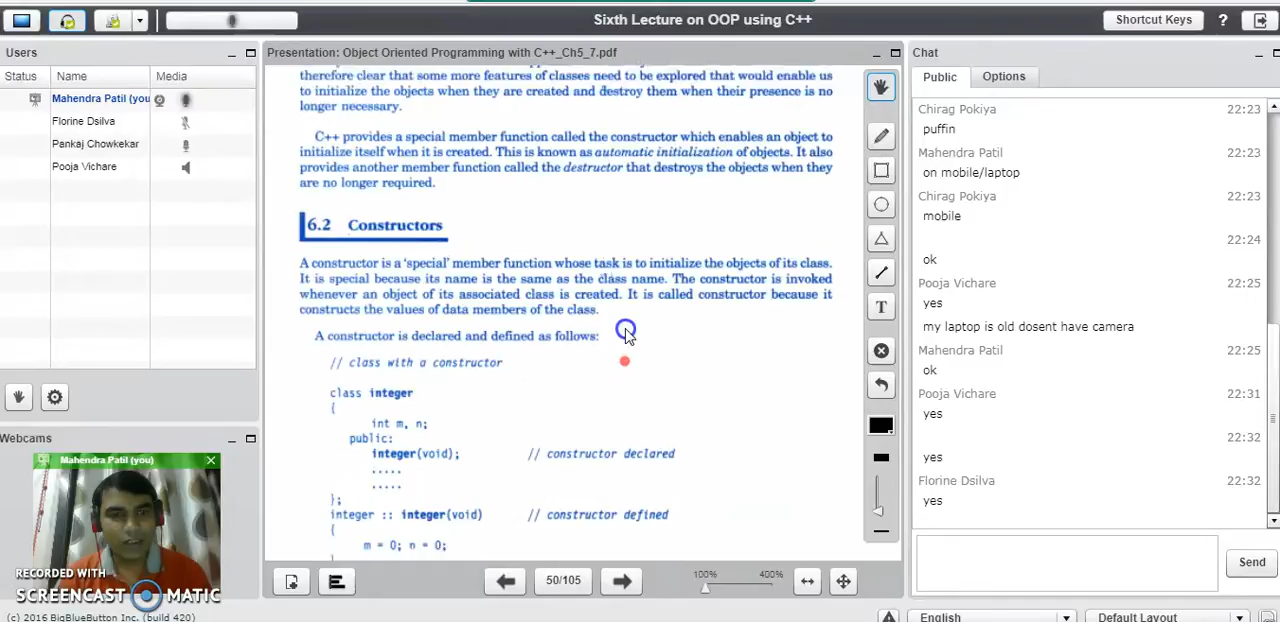 Sixth Lecture on OOP using C++
Shortcut Keys
?
Users
Status Name Media
Mahendra Patil (you
Florine Dsilva
Pankaj Chowkekar
Pooja Vichare
Webcams
Mahendra Patil (you)
RECORDED WITH
SCREENCAST MATIC
(c) 2016 BigBlueButton Inc. (build 420)
Presentation: Object Oriented Programming with C++_Ch5_7.pdf
therefore clear that some more features of classes need to be explored that would enable us
to initialize the objects when they are created and destroy them when their presence is no
longer necessary.
C++ provides a special member function called the constructor which enables an object to
initialize itself when it is created. This is known as automatic initialization of objects. It also
provides another member function called the destructor that destroys the objects when they
are no longer required.
6.2 Constructors
A constructor is a ‘special’ member function whose task is to initialize the objects of its class.
It is special because its name is the same as the class name. The constructor is invoked
whenever an object of its associated class is created. It is called constructor because it
constructs the values of data members of the class.
A constructor is declared and defined as follows:
// class with a constructor
class integer
{
int m, n;
public:
integer(void); // constructor declared
.....
.....
};
integer :: integer(void) // constructor defined
{
m = 0; n = 0;
T
50/105
100% 400%
Chat
Public Options
Chirag Pokiya 22:23
puffin
Mahendra Patil 22:23
on mobile/laptop
Chirag Pokiya 22:23
mobile
22:24
ok
Pooja Vichare 22:25
yes
my laptop is old dosent have camera
Mahendra Patil 22:25
ok
Pooja Vichare 22:31
yes
22:32
yes
Florine Dsilva 22:32
yes
Send
English
Default Layout